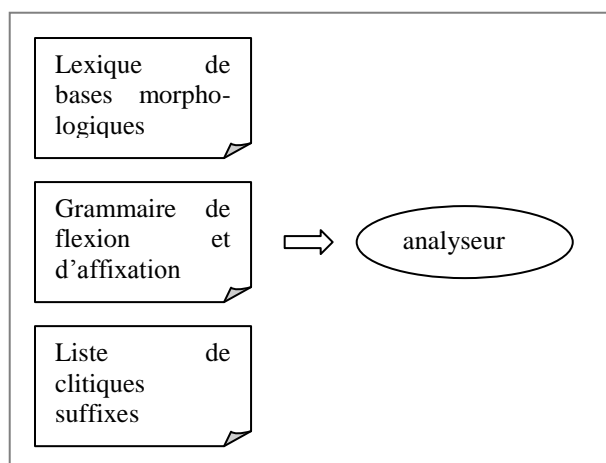 Lexique de
bases morpho-
logiques
Grammaire de
flexion et
d'affixation
analyseur
Liste de
clitiques
suffixes